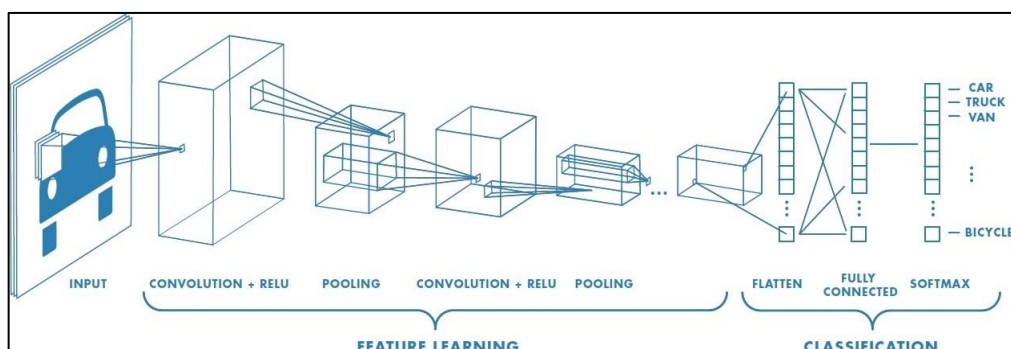 CAR
TRUCK
VAN
BICYCLE
INPUT
CONVOLUTION + RELU
POOLING
CONVOLUTION + RELU
POOLING
FLATTEN
FULLY
CONNECTED
SOFTMAX
FEATURE LEARNING
CLASSIFICATION